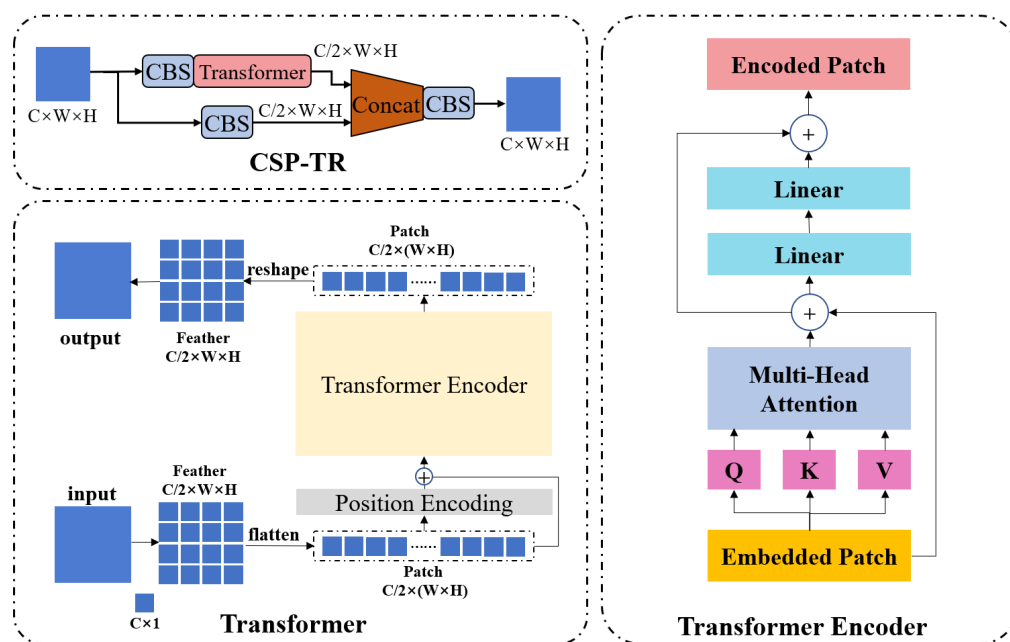 C×W×H
CBS
Transformer
C/2×W×H
C/2×W×H
CBS
Concat
CBS
C×W×H
CSP-TR
Patch
C/2×(W×H)
reshape
......
output
Feather
C/2×W×H
Transformer Encoder
Feather
C/2×W×H
input
Position Encoding
flatten
......
Patch
C/2×(W×H)
C×1
Transformer
Encoded Patch
+
Linear
Linear
+
Multi-Head
Attention
Q
K
V
Embedded Patch
Transformer Encoder